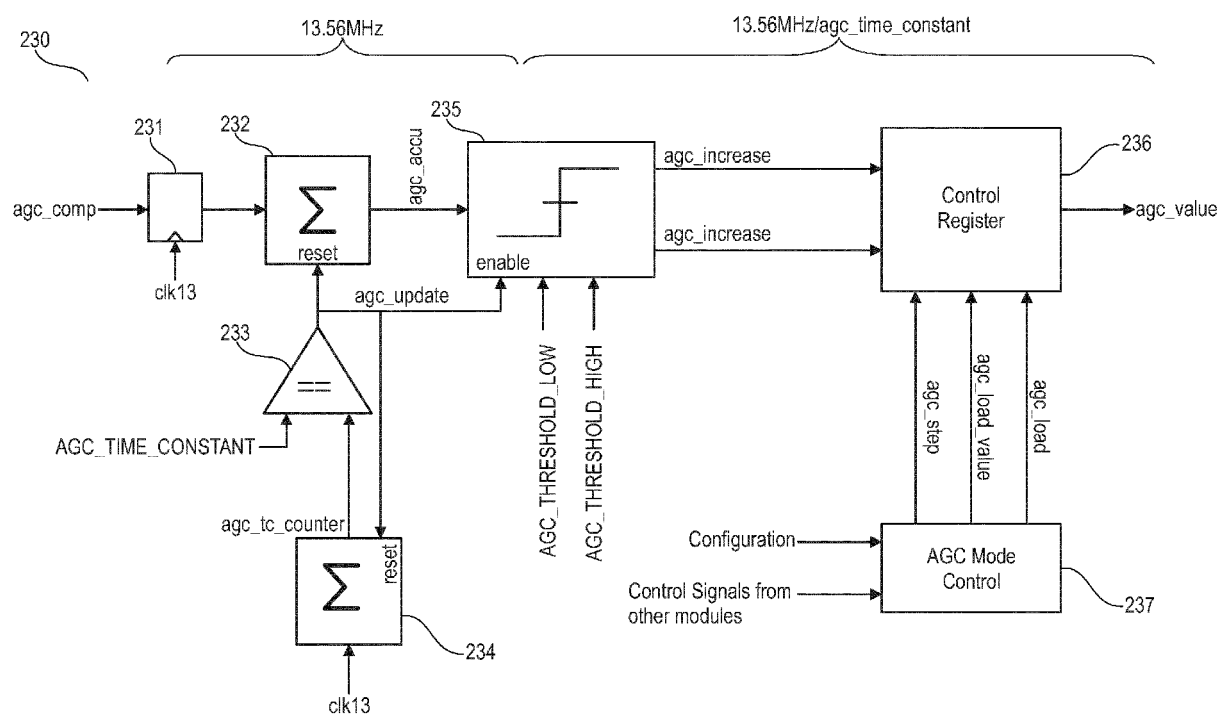 13.56MHz
13.56MHz/agc_time_constant
230
231
232
235
236
agc_comp
clk13
Σ
reset
agc_accu
enable
agc_increase
agc_increase
Control
Register
agc_value
agc_update
233
==
AGC_TIME_CONSTANT
AGC_THRESHOLD_LOW
AGC_THRESHOLD_HIGH
agc_step
agc_load_value
agc_load
agc_tc_counter
reset
Σ
234
clk13
Configuration
Control Signals from
other modules
AGC Mode
Control
237